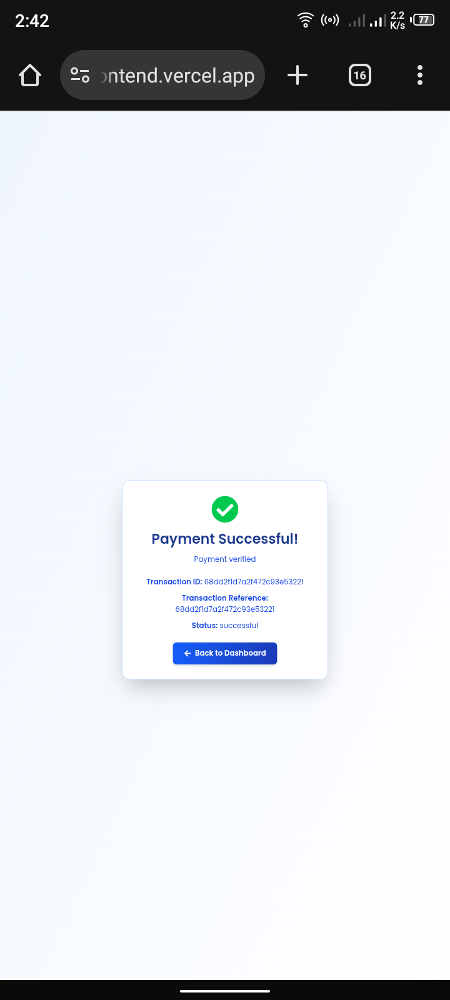 2:42
2.2
K/s
77
ntend.vercel.app
16
Payment Successful!
Payment verified
Transaction ID: 68dd2f1d7a2f472c93e53221
Transaction Reference:
68dd2f1d7a2f472c93e53221
Status: successful
← Back to Dashboard